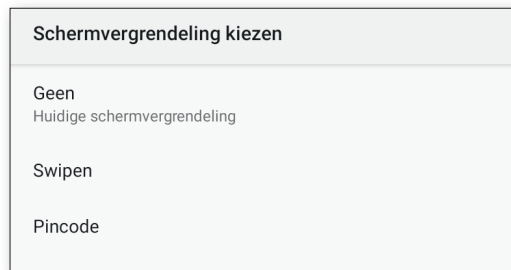 Schermvergrendeling kiezen
Geen
Huidige schermvergrendeling
Swipen
Pincode